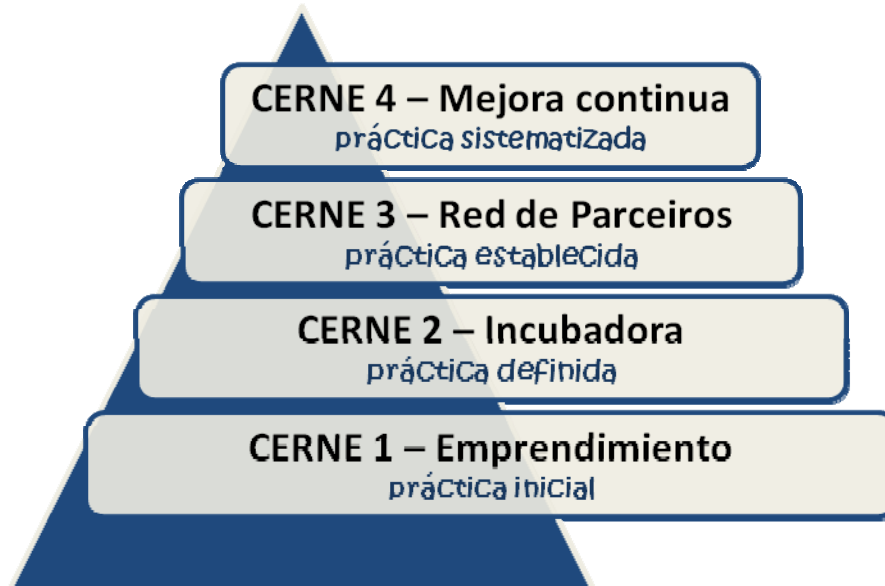 CERNE 4 – Mejora continua
práctica sistematizada
CERNE 3 – Red de Parceiros
práctica establecida
CERNE 2 – Incubadora
práctica definida
CERNE 1 – Emprendimiento
práctica inicial